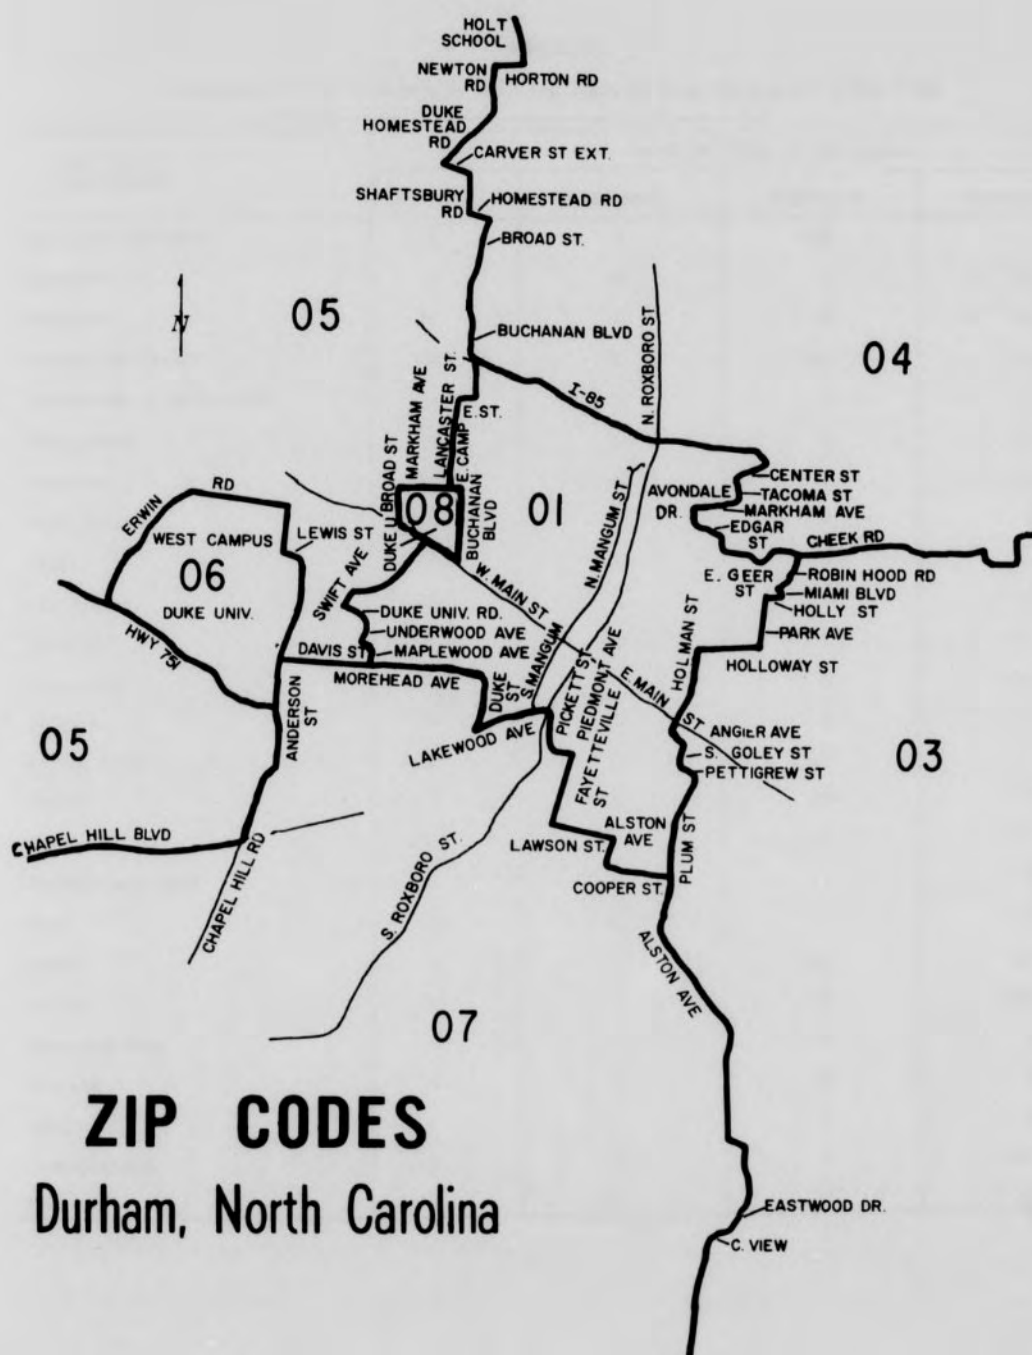 HOLT
SCHOOL
NEWTON
RD
HORTON RD
DUKE
HOMESTEAD
RD
CARVER ST EXT.
SHAFTSBURY
RD
HOMESTEAD RD
BROAD ST.
05
N
BUCHANAN BLVD
N. ROXBORO ST
04
I-85
MARKHAM AVE
LANCASTER ST.
E. ST.
E. CAMP
BROAD ST
DUKE U
08
BUCHANAN
BLVD
01
N. MANGUM ST
AVONDALE
DR.
CENTER ST
TACOMA ST
MARKHAM AVE
EDGAR
ST
CHEEK RD
ERWIN
RD
WEST CAMPUS
06
DUKE UNIV.
LEWIS ST
SWIFT AVE
W. MAIN ST
E. GEER
ST
ROBIN HOOD RD
MIAMI BLVD
HOLLY ST
PARK AVE
HOLLOWAY ST
HOLMAN ST
DUKE UNIV. RD.
UNDERWOOD AVE
MAPLEWOOD AVE
DAVIS ST
MOREHEAD AVE
HWY 751
ANDERSON
ST
DUKE
ST
S. MANGUM
PICKETT ST
PIEDMONT AVE
FAYETTEVILLE
ST
E. MAIN
ST
ANGIER AVE
S. GOLEY ST
PETTIGREW ST
05
03
LAKEWOOD AVE
CHAPEL HILL BLVD
CHAPEL HILL RD
S. ROXBORO ST.
LAWSON ST.
ALSTON
AVE
PLUM ST
COOPER ST.
ALSTON AVE
07
ZIP CODES
Durham, North Carolina
EASTWOOD DR.
C. VIEW